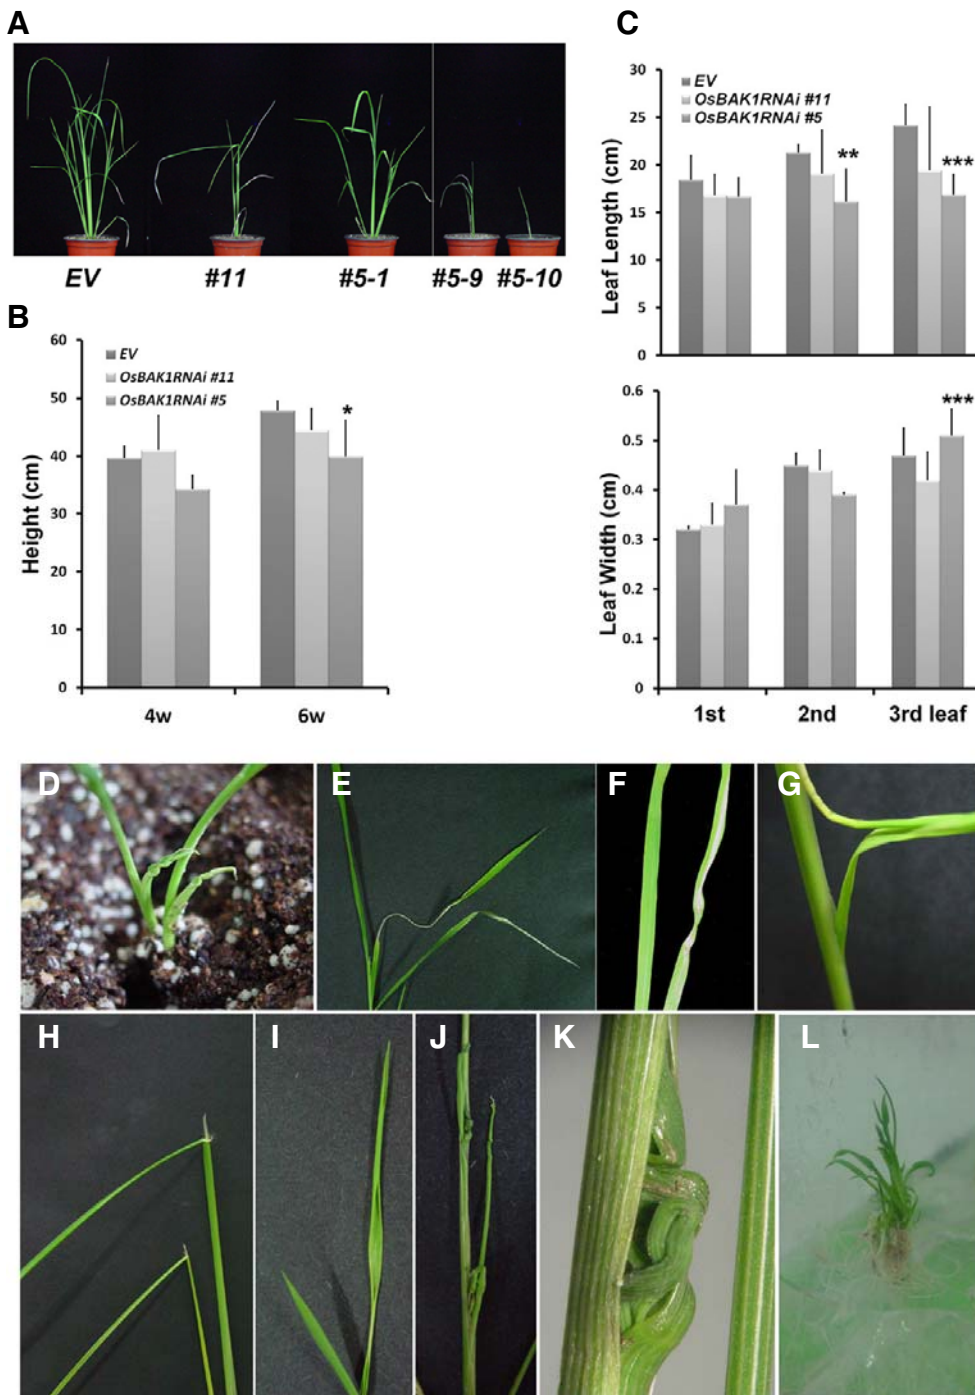 A
EV
#11
#5-1
#5-9
#5-10
B
60
50
40
30
20
10
0
Height (cm)
EV
OsBAK1RNAi #11
OsBAK1RNAi #5
*
4w
6w
C
30
25
20
15
10
5
0
Leaf Length (cm)
EV
OsBAK1RNAi #11
OsBAK1RNAi #5
**
***
0.6
0.5
0.4
0.3
0.2
0.1
0
Leaf Width (cm)
***
1st
2nd
3rd leaf
D
E
F
G
H
I
J
K
L